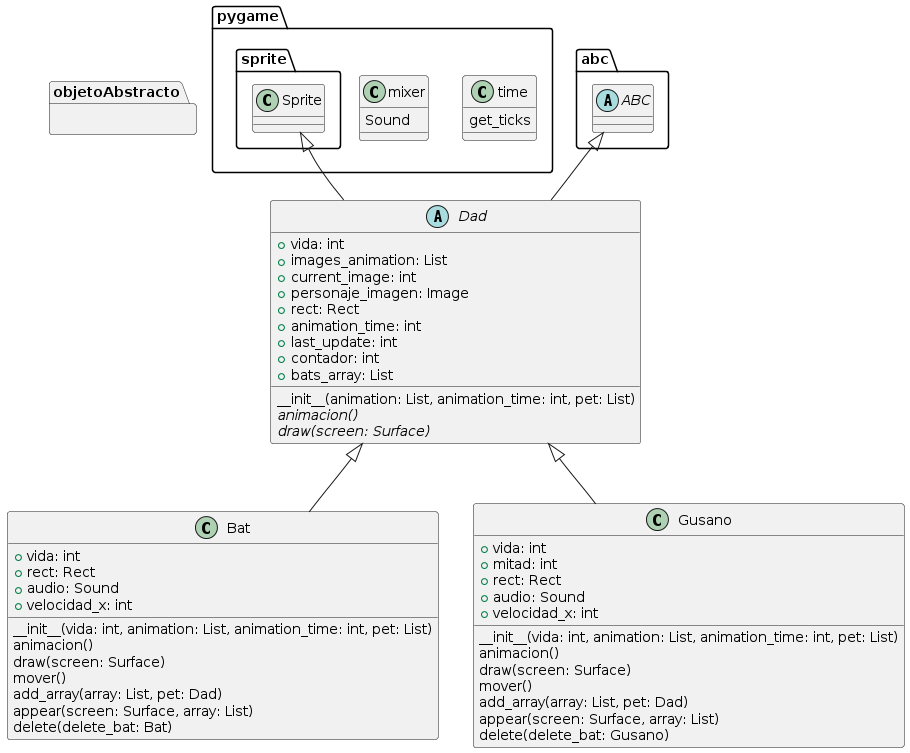 pygame
sprite
abc
objetoAbstracto
C Sprite
C mixer
Sound
C time
get_ticks
A ABC
A Dad
vida: int
images_animation: List
current_image: int
personaje_imagen: Image
rect: Rect
animation_time: int
last_update: int
contador: int
bats_array: List
__init__(animation: List, animation_time: int, pet: List)
animacion()
draw(screen: Surface)
C Bat
vida: int
rect: Rect
audio: Sound
velocidad_x: int
__init__(vida: int, animation: List, animation_time: int, pet: List)
animacion()
draw(screen: Surface)
mover()
add_array(array: List, pet: Dad)
appear(screen: Surface, array: List)
delete(delete_bat: Bat)
C Gusano
vida: int
mitad: int
rect: Rect
audio: Sound
velocidad_x: int
__init__(vida: int, animation: List, animation_time: int, pet: List)
animacion()
draw(screen: Surface)
mover()
add_array(array: List, pet: Dad)
appear(screen: Surface, array: List)
delete(delete_bat: Gusano)